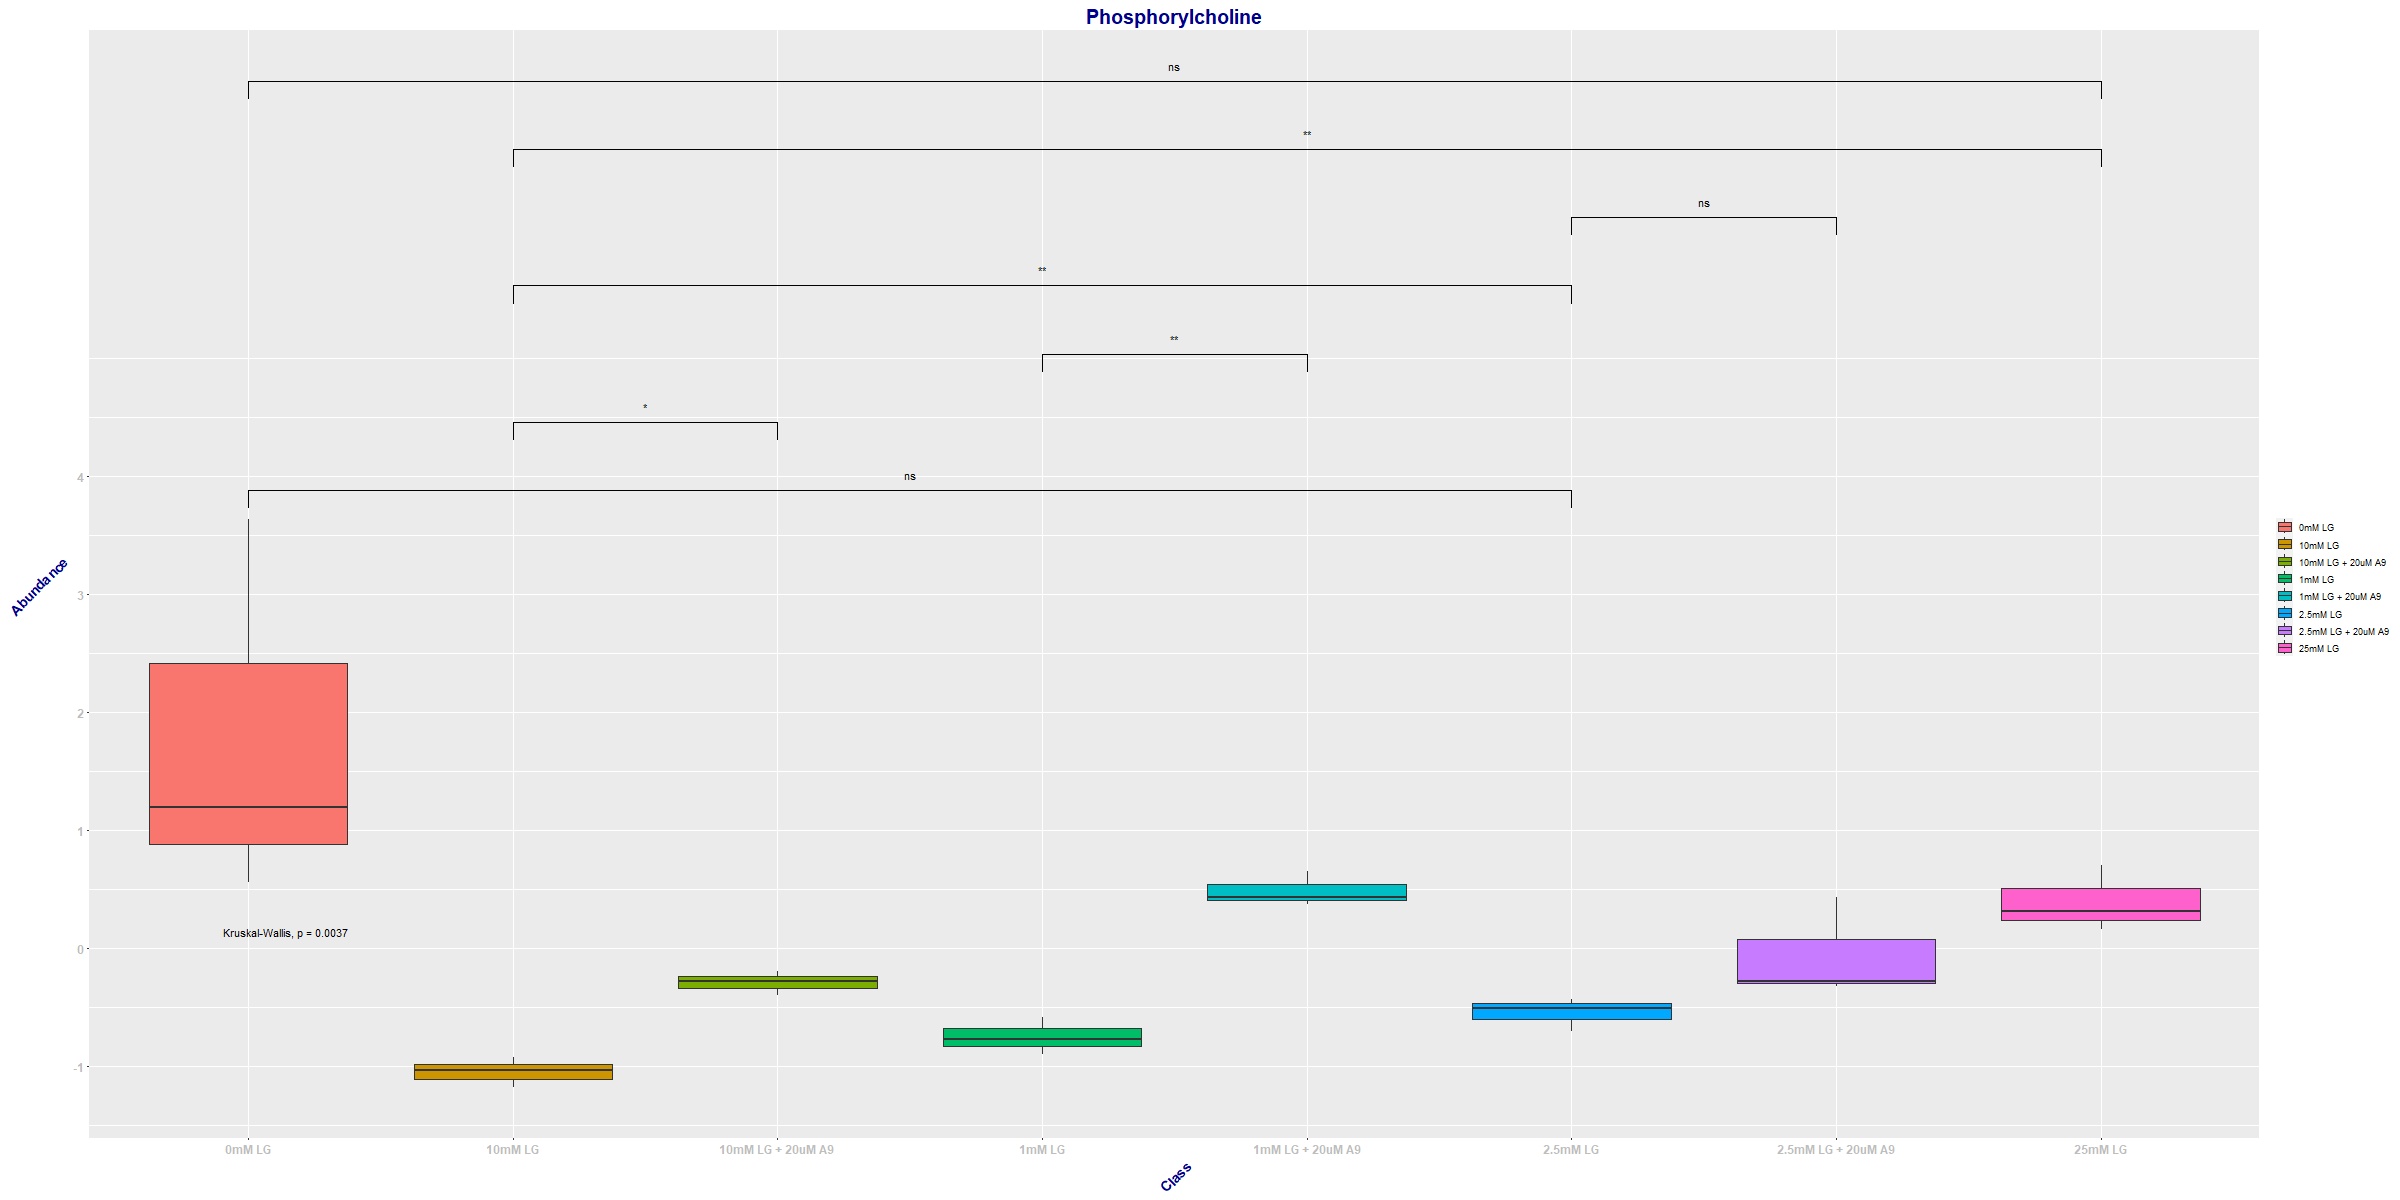 Phosphorylcholine
ns
**
ns
**
**
*
ns
4
3
2
1
0
-1
Abundance
Kruskal-Wallis, p = 0.0037
0mM LG
10mM LG
10mM LG + 20uM A9
1mM LG
1mM LG + 20uM A9
2.5mM LG
2.5mM LG + 20uM A9
25mM LG
Class
0mM LG
10mM LG
10mM LG + 20uM A9
1mM LG
1mM LG + 20uM A9
2.5mM LG
2.5mM LG + 20uM A9
25mM LG